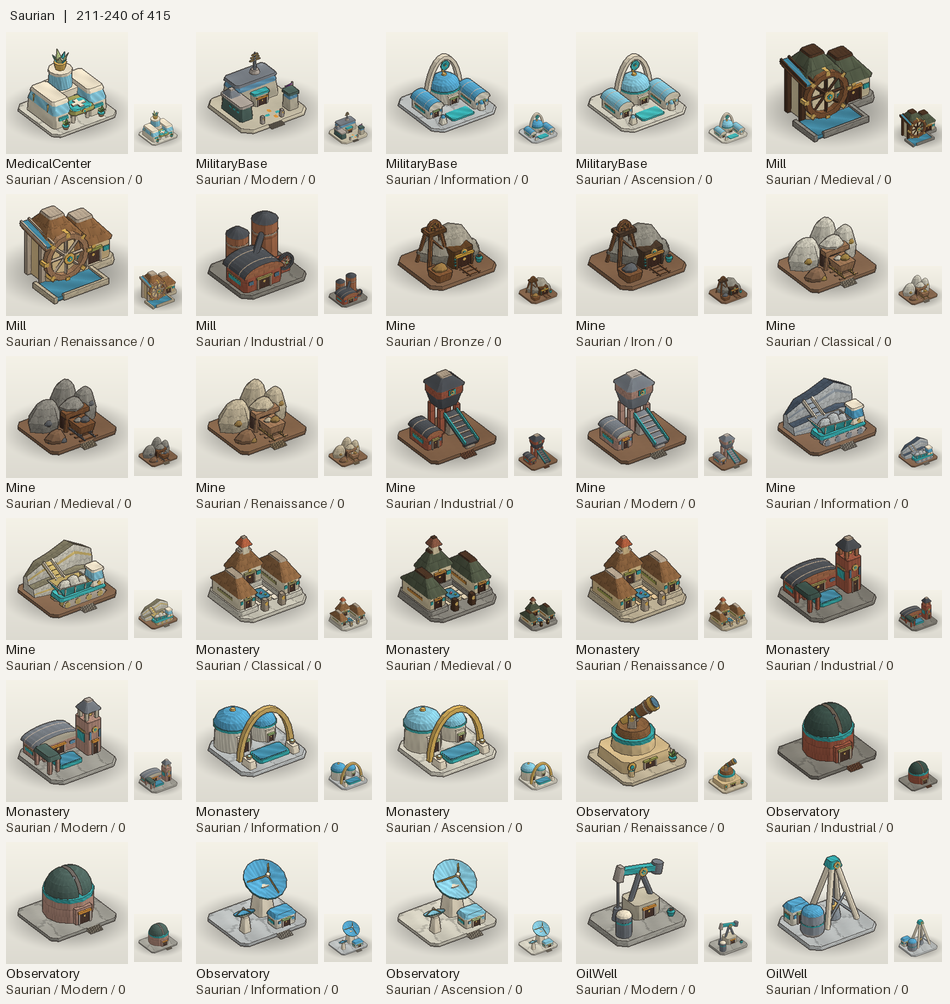 Saurian | 211-240 of 415
MedicalCenter
Saurian / Ascension / 0
MilitaryBase
Saurian / Modern / 0
MilitaryBase
Saurian / Information / 0
MilitaryBase
Saurian / Ascension / 0
Mill
Saurian / Medieval / 0
Mill
Saurian / Renaissance / 0
Mill
Saurian / Industrial / 0
Mine
Saurian / Bronze / 0
Mine
Saurian / Iron / 0
Mine
Saurian / Classical / 0
Mine
Saurian / Medieval / 0
Mine
Saurian / Renaissance / 0
Mine
Saurian / Industrial / 0
Mine
Saurian / Modern / 0
Mine
Saurian / Information / 0
Mine
Saurian / Ascension / 0
Monastery
Saurian / Classical / 0
Monastery
Saurian / Medieval / 0
Monastery
Saurian / Renaissance / 0
Monastery
Saurian / Industrial / 0
Monastery
Saurian / Modern / 0
Monastery
Saurian / Information / 0
Monastery
Saurian / Ascension / 0
Observatory
Saurian / Renaissance / 0
Observatory
Saurian / Industrial / 0
Observatory
Saurian / Modern / 0
Observatory
Saurian / Information / 0
Observatory
Saurian / Ascension / 0
OilWell
Saurian / Modern / 0
OilWell
Saurian / Information / 0